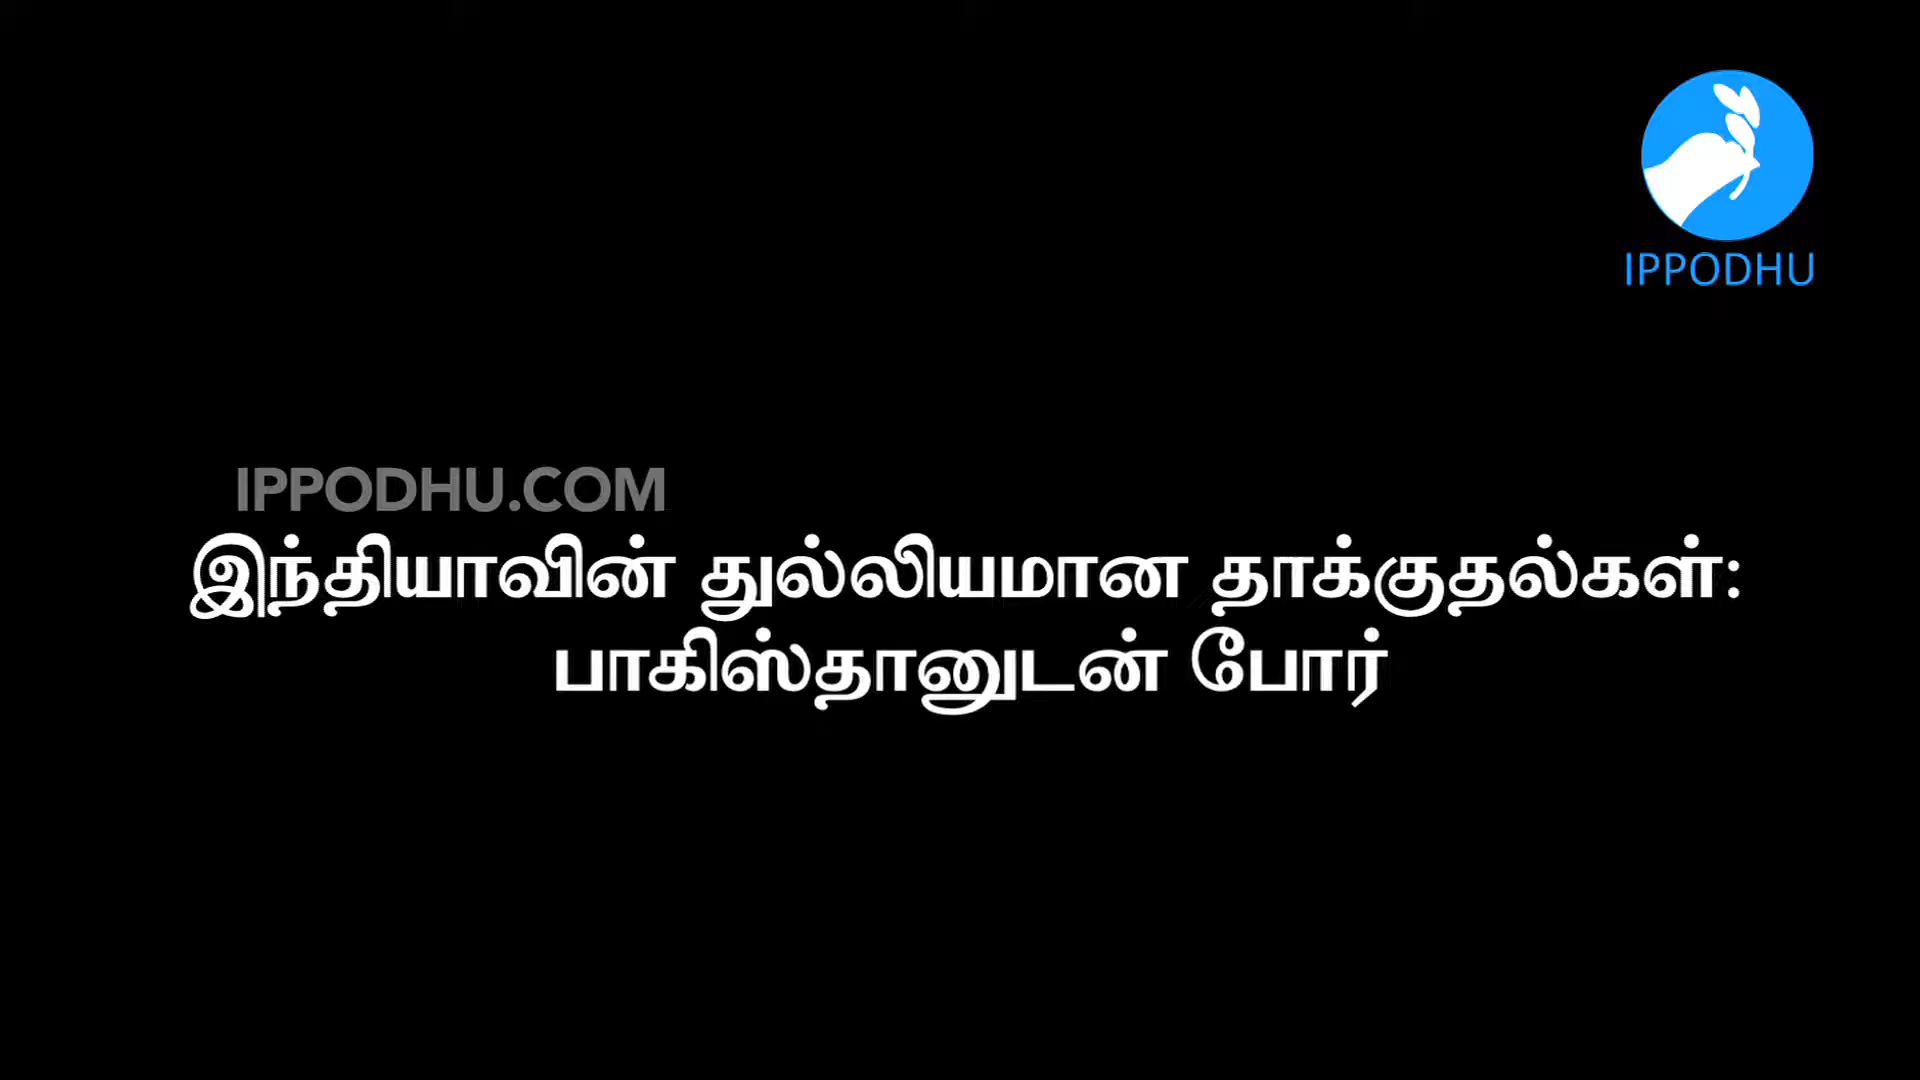 IPPODHU
IPPODHU.COM
இந்தியாவின் துல்லியமான தாக்குதல்கள்:
பாகிஸ்தானுடன் போர்